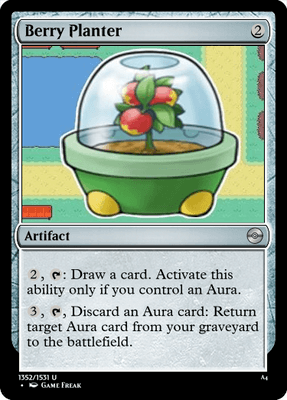 Berry Planter 2
Artifact
2, T: Draw a card. Activate this
ability only if you control an Aura.
3, T, Discard an Aura card: Return
target Aura card from your graveyard
to the battlefield.
1352/1531 U A4
• GAME FREAK